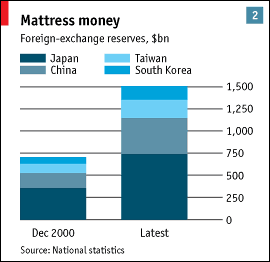 Mattress money
2
Foreign-exchange reserves, $bn
Japan
Taiwan
China
South Korea
1,500
1,250
1,000
750
500
250
0
Dec 2000
Latest
Source: National statistics